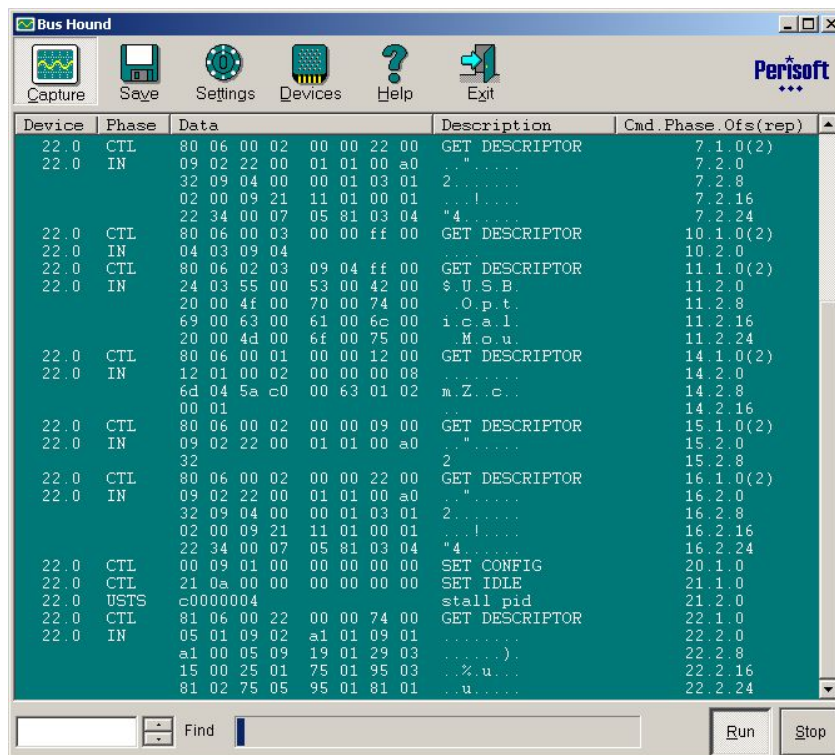 Bus Hound
Capture Save Settings Devices Help Exit Perisoft
Device Phase Data Description Cmd.Phase.Ofs(rep)
22.0 CTL 80 06 00 02 00 00 22 00 GET DESCRIPTOR 7.1.0(2)
22.0 IN 09 02 22 00 01 01 00 a0 .."..... 7.2.0
32 09 04 00 00 01 03 01 2....... 7.2.8
02 00 09 21 11 01 00 01 ...!.... 7.2.16
22 34 00 07 05 81 03 04 "4...... 7.2.24
22.0 CTL 80 06 00 03 00 00 ff 00 GET DESCRIPTOR 10.1.0(2)
22.0 IN 04 03 09 04 .... 10.2.0
22.0 CTL 80 06 02 03 09 04 ff 00 GET DESCRIPTOR 11.1.0(2)
22.0 IN 24 03 55 00 53 00 42 00 $.U.S.B. 11.2.0
20 00 4f 00 70 00 74 00 .O.p.t. 11.2.8
69 00 63 00 61 00 6c 00 i.c.a.l. 11.2.16
20 00 4d 00 6f 00 75 00 .M.o.u. 11.2.24
22.0 CTL 80 06 00 01 00 00 12 00 GET DESCRIPTOR 14.1.0(2)
22.0 IN 12 01 00 02 00 00 00 08 ........ 14.2.0
6d 04 5a c0 00 63 01 02 m.Z..c.. 14.2.8
00 01 .. 14.2.16
22.0 CTL 80 06 00 02 00 00 09 00 GET DESCRIPTOR 15.1.0(2)
22.0 IN 09 02 22 00 01 01 00 a0 .."..... 15.2.0
32 2 15.2.8
22.0 CTL 80 06 00 02 00 00 22 00 GET DESCRIPTOR 16.1.0(2)
22.0 IN 09 02 22 00 01 01 00 a0 .."..... 16.2.0
32 09 04 00 00 01 03 01 2....... 16.2.8
02 00 09 21 11 01 00 01 ...!.... 16.2.16
22 34 00 07 05 81 03 04 "4...... 16.2.24
22.0 CTL 00 09 01 00 00 00 00 00 SET CONFIG 20.1.0
22.0 CTL 21 0a 00 00 00 00 00 00 SET IDLE 21.1.0
22.0 USTS c0000004 stall pid 21.2.0
22.0 CTL 81 06 00 22 00 00 74 00 GET DESCRIPTOR 22.1.0
22.0 IN 05 01 09 02 a1 01 09 01 ........ 22.2.0
a1 00 05 09 19 01 29 03 ......). 22.2.8
15 00 25 01 75 01 95 03 ..%.u... 22.2.16
81 02 75 05 95 01 81 01 ..u..... 22.2.24
Find Run Stop